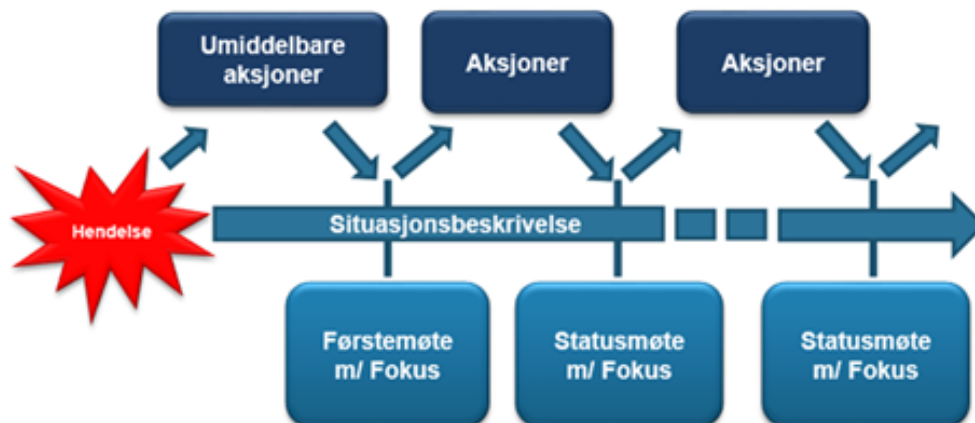 Umiddelbare
aksjoner
Aksjoner
Aksjoner
Hendelse
Situasjonsbeskrivelse
Førstemøte
m/ Fokus
Statusmøte
m/ Fokus
Statusmøte
m/ Fokus